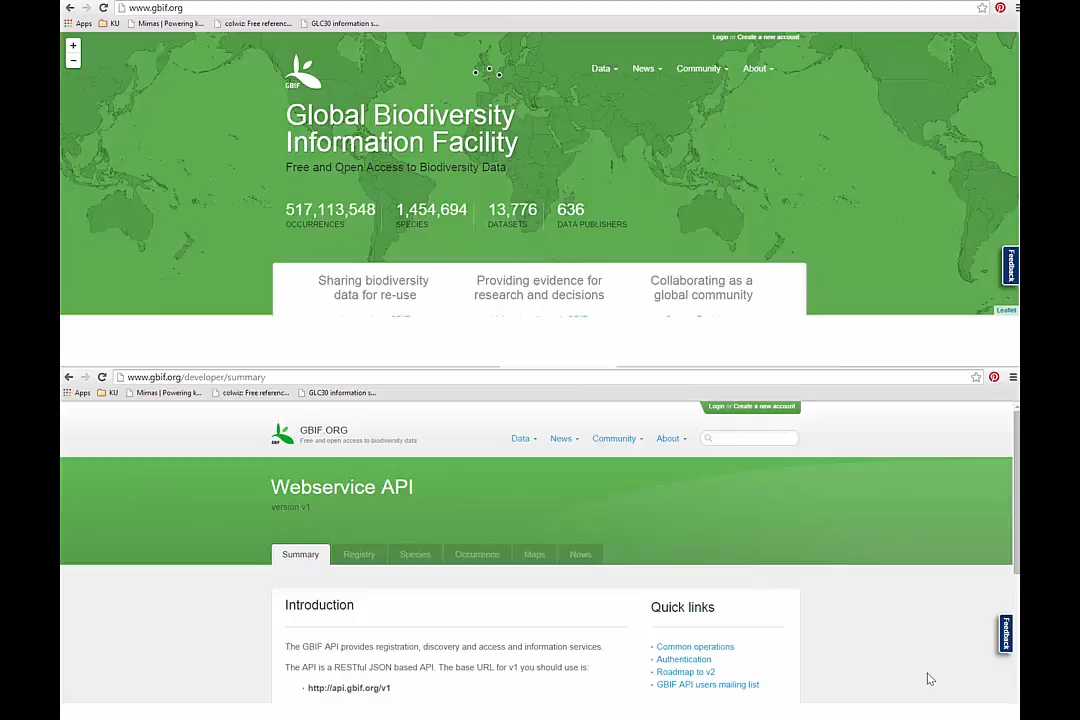 www.gbif.org
Apps KU Mimas | Powering k... colwiz: Free referenc... GLC30 information s...
+
−
Login or Create a new account
GBIF
Data News Community About
Global Biodiversity
Information Facility
Free and Open Access to Biodiversity Data
517,113,548 1,454,694 13,776 636
OCCURRENCES SPECIES DATASETS DATA PUBLISHERS
Feedback
Sharing biodiversity
data for re-use
Providing evidence for
research and decisions
Collaborating as a
global community
Leaflet
www.gbif.org/developer/summary
Apps KU Mimas | Powering k... colwiz: Free referenc... GLC30 information s...
Login or Create a new account
GBIF
GBIF.ORG
Free and open access to biodiversity data
Data News Community About
Webservice API
version v1
Summary Registry Species Occurrence Maps News
Introduction
The GBIF API provides registration, discovery and access and information services.
The API is a RESTful JSON based API. The base URL for v1 you should use is:
http://api.gbif.org/v1
Quick links
Common operations
Authentication
Roadmap to v2
GBIF API users mailing list
Feedback